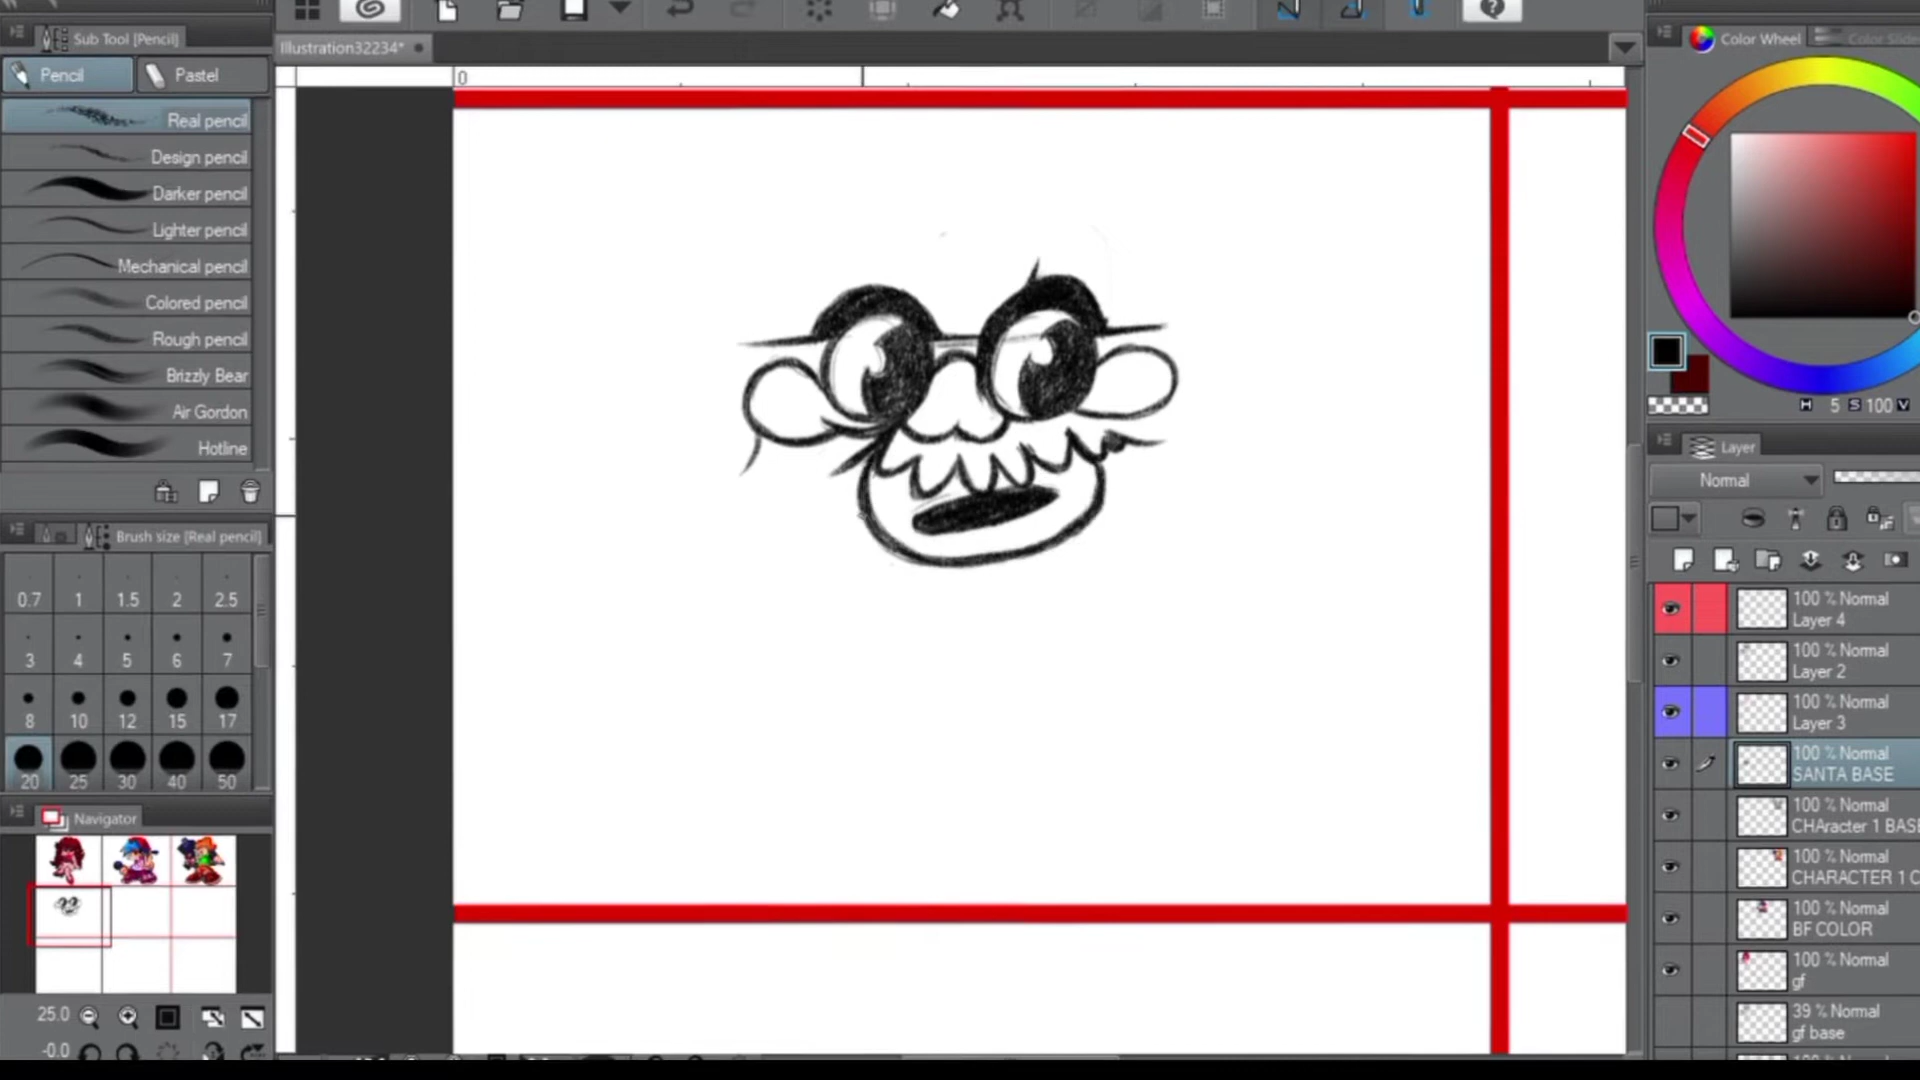 Sub Tool [Pencil]
Pencil
Pastel
Real pencil
Design pencil
Darker pencil
Lighter pencil
Mechanical pencil
Colored pencil
Rough pencil
Brizzly Bear
Air Gordon
Hotline
Brush size [Real pencil]
0.7 1 1.5 2 2.5
3 4 5 6 7
8 10 12 15 17
20 25 30 40 50
Navigator
25.0
-0.0
Illustration32234*
0
Color Wheel
Color Slide
H 5 S 100 V
Layer
Normal
100 % Normal
Layer 4
100 % Normal
Layer 2
100 % Normal
Layer 3
100 % Normal
SANTA BASE
100 % Normal
CHAracter 1 BAS
100 % Normal
CHARACTER 1 C
100 % Normal
BF COLOR
100 % Normal
gf
39 % Normal
gf base